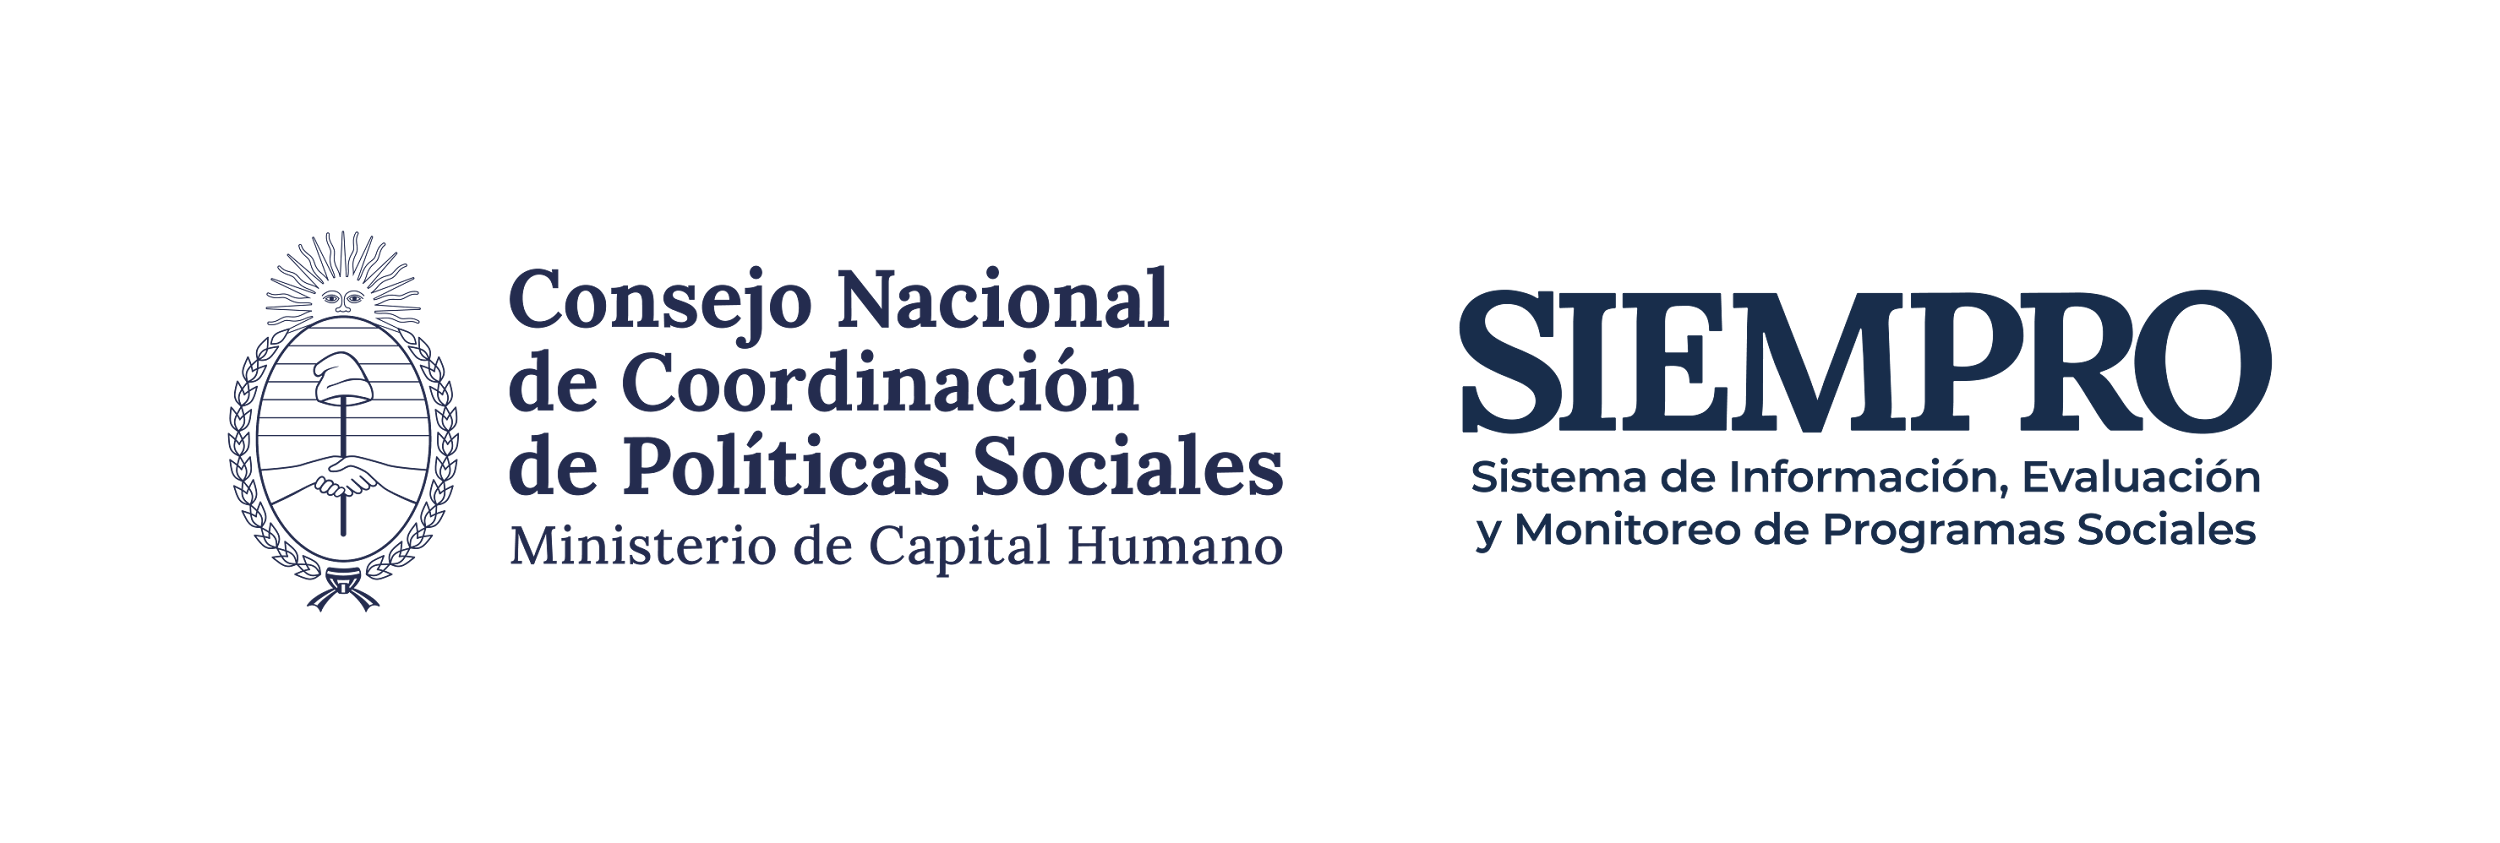 Consejo Nacional
de Coordinación
de Políticas Sociales
Ministerio de Capital Humano
SIEMPRO
Sistema de Información, Evaluación
y Monitoreo de Programas Sociales